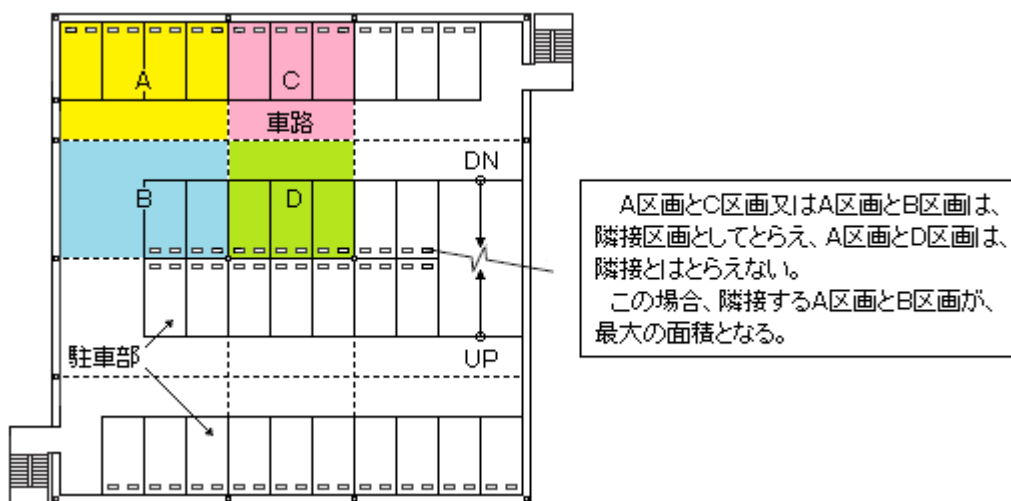 A
C
車路
DN
B
D
駐車部
UP
A区画とC区画又はA区画とB区画は、
隣接区画としてとらえ、A区画とD区画は、
隣接とはとらえない。
この場合、隣接するA区画とB区画が、
最大の面積となる。